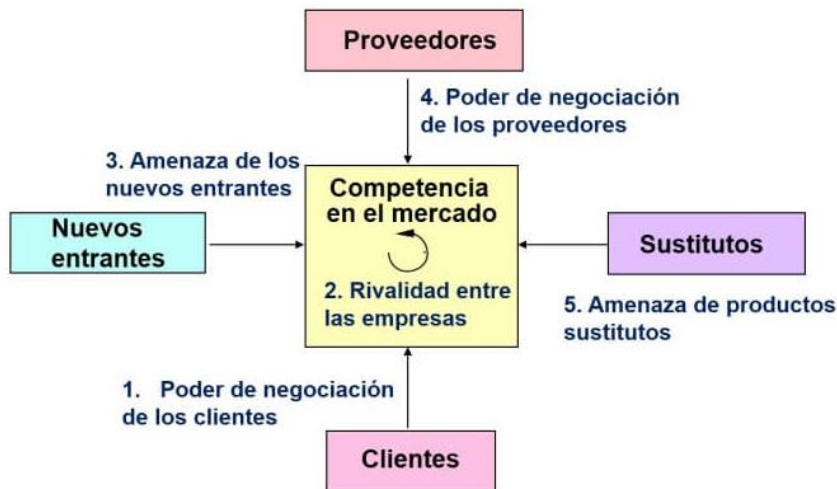 Proveedores
4. Poder de negociación
de los proveedores
3. Amenaza de los
nuevos entrantes
Competencia
en el mercado
Nuevos
entrantes
Sustitutos
2. Rivalidad entre
las empresas
5. Amenaza de productos
sustitutos
1. Poder de negociación
de los clientes
Clientes